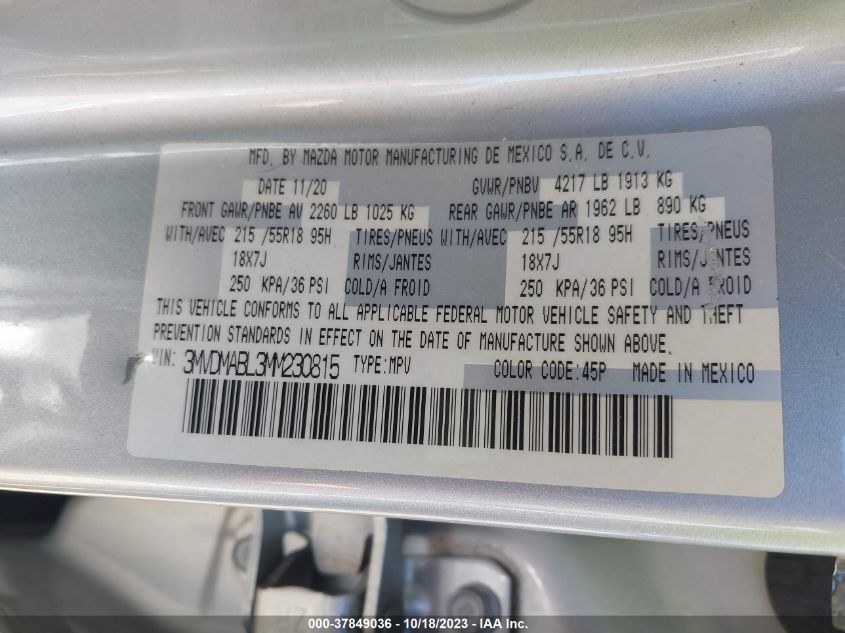 MFD. BY MAZDA MOTOR MANUFACTURING DE MEXICO S.A. DE C.V.
DATE 11/20 GVWR/PNBV 4217 LB 1913 KG
FRONT GAWR/PNBE AV 2260 LB 1025 KG REAR GAWR/PNBE AR 1962 LB 890 KG
WITH/AVEC 215 /55R18 95H TIRES/PNEUS WITH/AVEC 215 /55R18 95H TIRES/PNEUS
18X7J RIMS/JANTES 18X7J RIMS/JANTES
250 KPA/36 PSI COLD/A FROID 250 KPA/36 PSI COLD/A FROID
THIS VEHICLE CONFORMS TO ALL APPLICABLE FEDERAL MOTOR VEHICLE SAFETY AND THEFT
PREVENTION STANDARDS IN EFFECT ON THE DATE OF MANUFACTURE SHOWN ABOVE.
VIN: 3MVDMABL3MM230815 TYPE:MPV COLOR CODE:45P MADE IN MEXICO
000-37849036 - 10/18/2023 - IAA Inc.